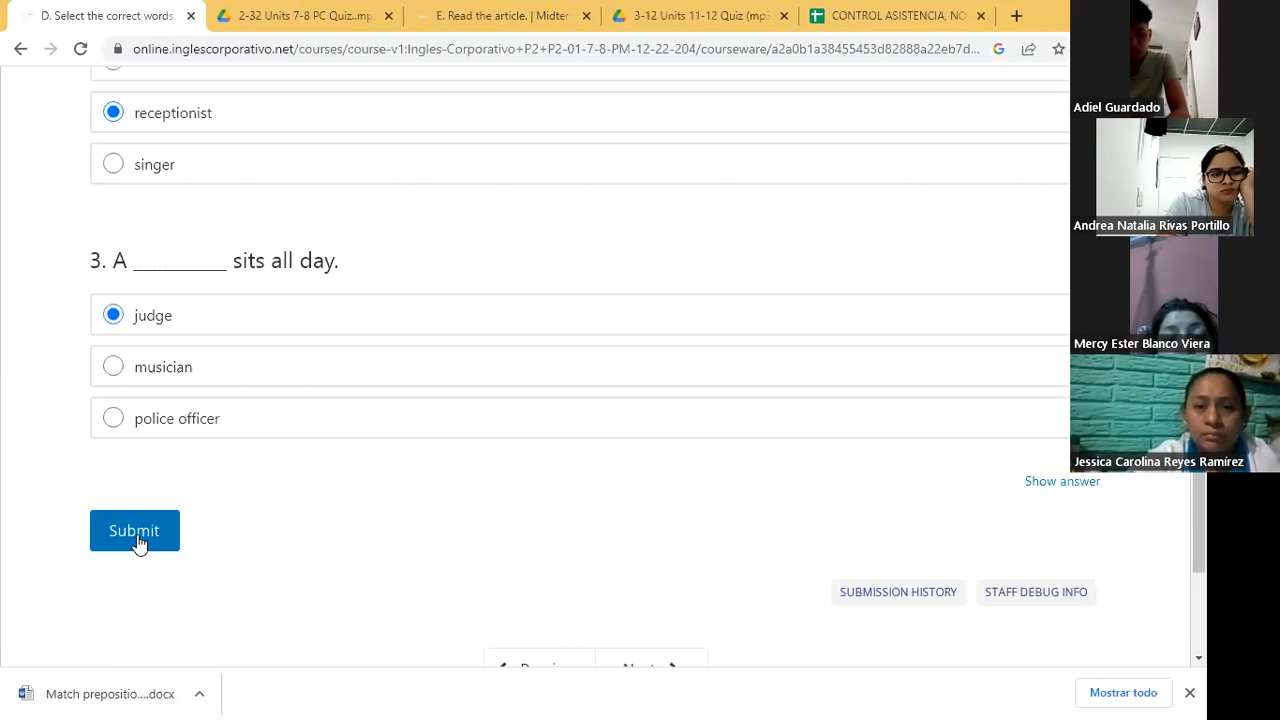 D. Select the correct words.
2-32 Units 7-8 PC Quiz..mp
E. Read the article. | Midter
3-12 Units 11-12 Quiz (mp3
CONTROL ASISTENCIA, NO
online.inglescorporativo.net/courses/course-v1:Ingles-Corporativo+P2+P2-01-7-8-PM-12-22-204/courseware/a2a0b1a38455453d82888a22eb7d...
receptionist
singer
3. A _________ sits all day.
judge
musician
police officer
Show answer
Submit
SUBMISSION HISTORY
STAFF DEBUG INFO
Match prepositio....docx
Mostrar todo
Adiel Guardado
Andrea Natalia Rivas Portillo
Mercy Ester Blanco Viera
Jessica Carolina Reyes Ramírez